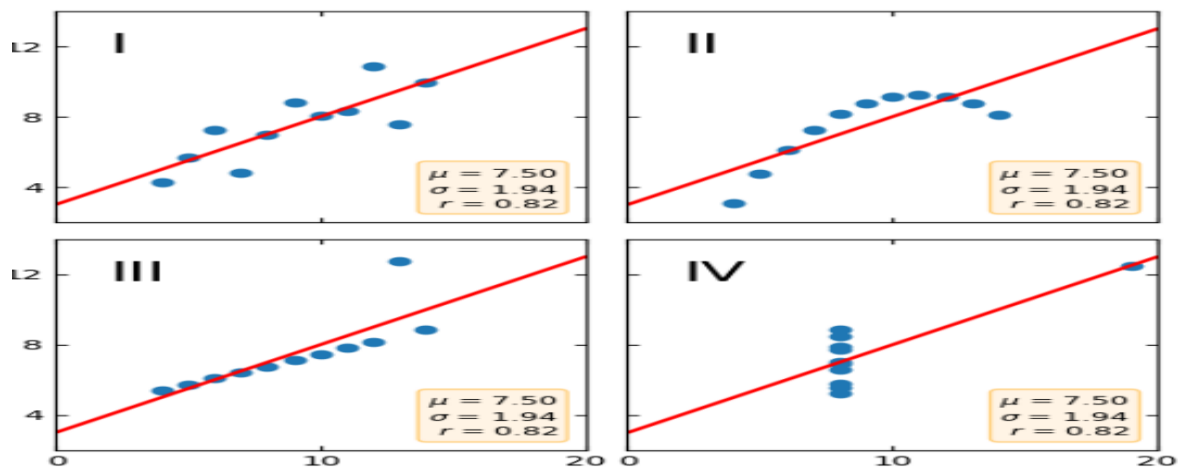 I
12
8
4
μ = 7.50
σ = 1.94
r = 0.82
II
μ = 7.50
σ = 1.94
r = 0.82
III
12
8
4
μ = 7.50
σ = 1.94
r = 0.82
0 10 20
IV
μ = 7.50
σ = 1.94
r = 0.82
0 10 20